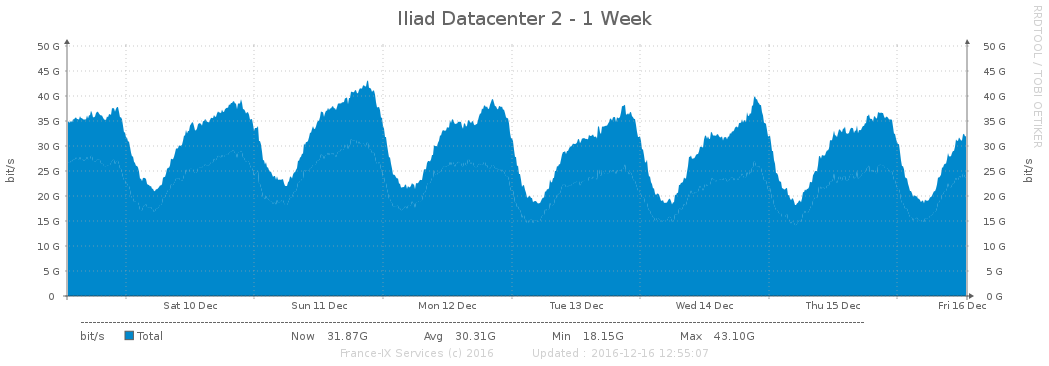 Iliad Datacenter 2 - 1 Week
RRDTOOL / TOBI OETIKER
bit/s
50 G 50 G
45 G 45 G
40 G 40 G
35 G 35 G
30 G 30 G
25 G 25 G
20 G 20 G
15 G 15 G
10 G 10 G
5 G 5 G
0 0 G
bit/s
Sat 10 Dec Sun 11 Dec Mon 12 Dec Tue 13 Dec Wed 14 Dec Thu 15 Dec Fri 16 Dec
bit/s Total Now 31.87G Avg 30.31G Min 18.15G Max 43.10G
France-IX Services (c) 2016 Updated : 2016-12-16 12:55:07